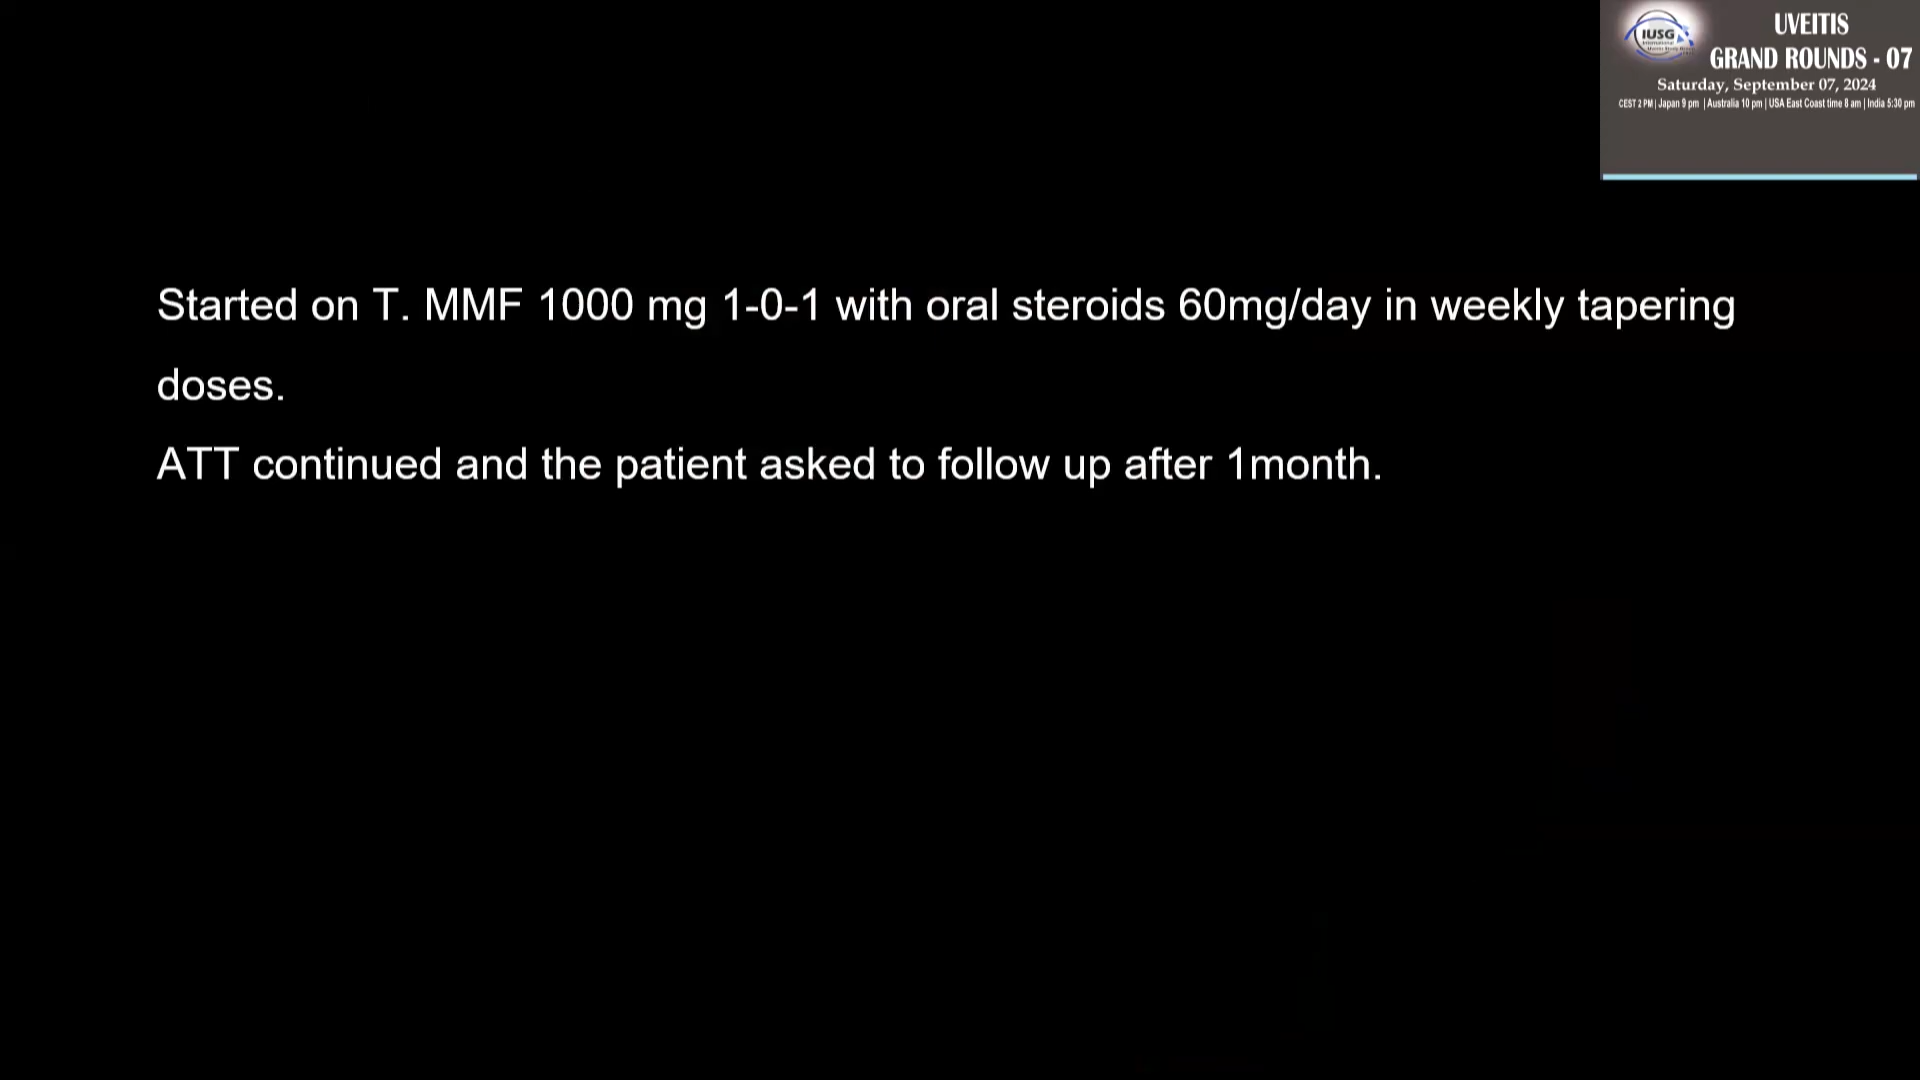 IUSG
UVEITIS
GRAND ROUNDS - 07
Saturday, September 07, 2024
CEST 2 PM | Japan 9 pm | Australia 10 pm | USA East Coast time 8 am | India 5:30 pm
Started on T. MMF 1000 mg 1-0-1 with oral steroids 60mg/day in weekly tapering
doses.
ATT continued and the patient asked to follow up after 1month.